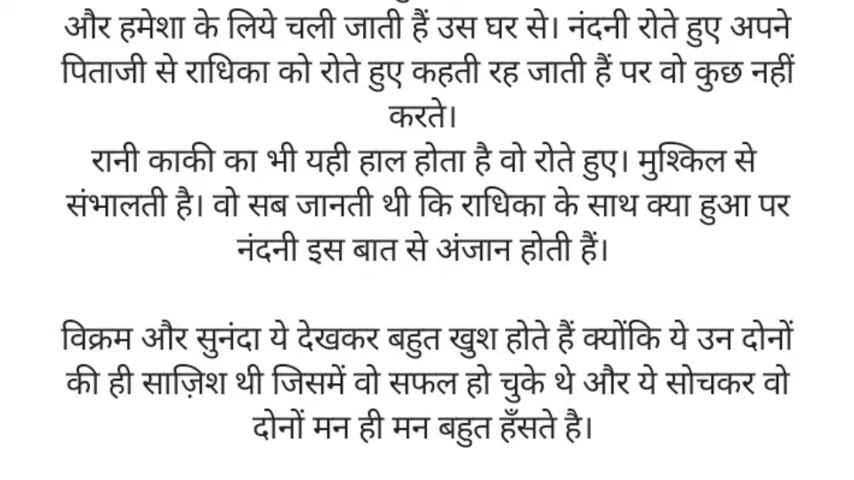 और हमेशा के लिये चली जाती हैं उस घर से। नंदनी रोते हुए अपने
पिताजी से राधिका को रोते हुए कहती रह जाती हैं पर वो कुछ नहीं
करते।
रानी काकी का भी यही हाल होता है वो रोते हुए। मुश्किल से
संभालती है। वो सब जानती थी कि राधिका के साथ क्या हुआ पर
नंदनी इस बात से अंजान होती हैं।
विक्रम और सुनंदा ये देखकर बहुत खुश होते हैं क्योंकि ये उन दोनों
की ही साज़िश थी जिसमें वो सफल हो चुके थे और ये सोचकर वो
दोनों मन ही मन बहुत हँसते है।